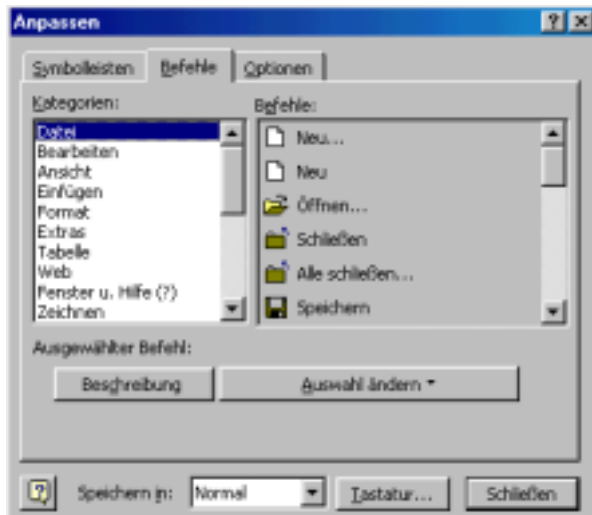 Anpassen
Symbolleisten Befehle Optionen
Kategorien:
Datei
Bearbeiten
Ansicht
Einfügen
Format
Extras
Tabelle
Web
Fenster u. Hilfe (?)
Zeichnen
Befehle:
Neu...
Neu
Öffnen...
Schließen
Alle schließen...
Speichern
Ausgewählter Befehl:
Beschreibung Auswahl ändern
Speichern in: Normal Tastatur... Schließen